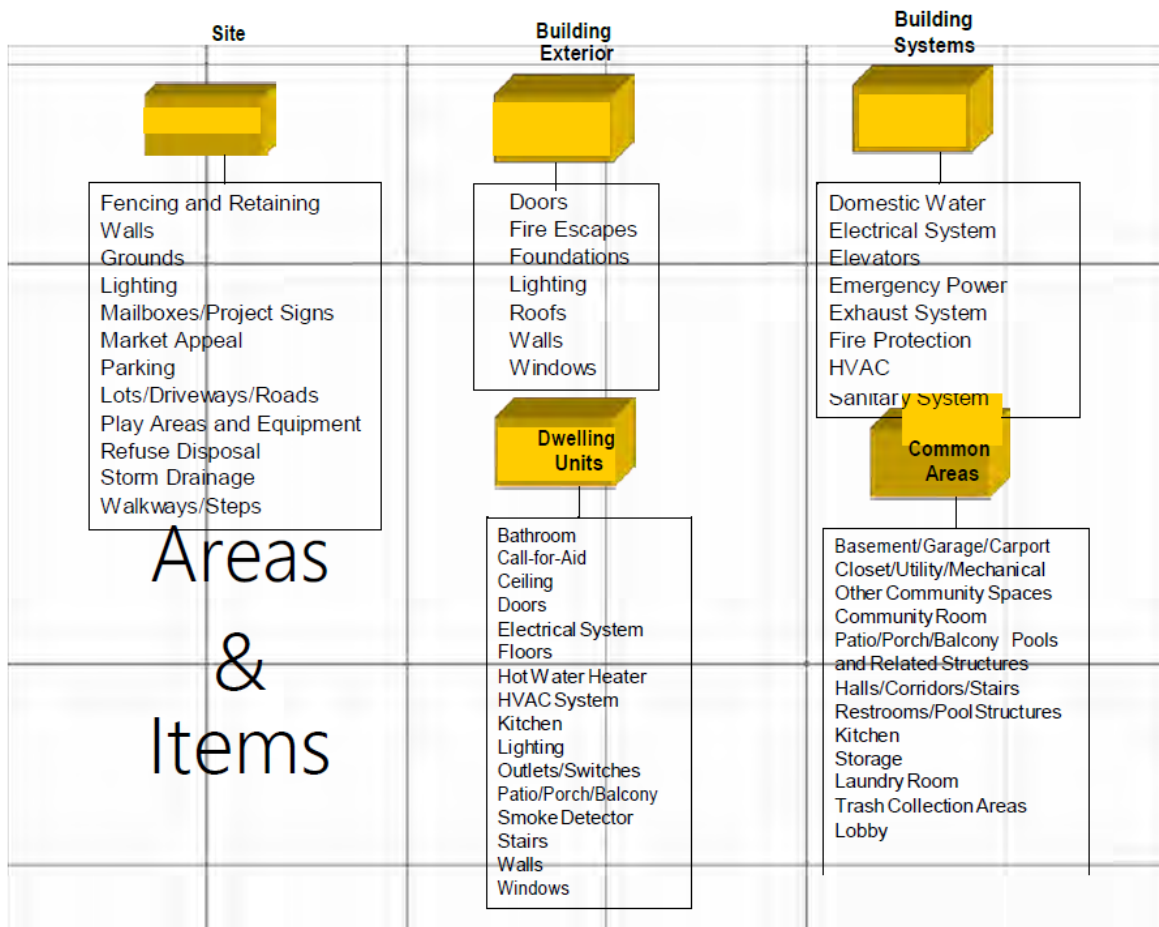 Site
Fencing and Retaining
Walls
Grounds
Lighting
Mailboxes/Project Signs
Market Appeal
Parking
Lots/Driveways/Roads
Play Areas and Equipment
Refuse Disposal
Storm Drainage
Walkways/Steps
Areas
&
Items
Building
Exterior
Doors
Fire Escapes
Foundations
Lighting
Roofs
Walls
Windows
Dwelling
Units
Bathroom
Call-for-Aid
Ceiling
Doors
Electrical System
Floors
Hot Water Heater
HVAC System
Kitchen
Lighting
Outlets/Switches
Patio/Porch/Balcony
Smoke Detector
Stairs
Walls
Windows
Building
Systems
Domestic Water
Electrical System
Elevators
Emergency Power
Exhaust System
Fire Protection
HVAC
Sanitary System
Common
Areas
Basement/Garage/Carport
Closet/Utility/Mechanical
Other Community Spaces
Community Room
Patio/Porch/Balcony Pools
and Related Structures
Halls/Corridors/Stairs
Restrooms/Pool Structures
Kitchen
Storage
Laundry Room
Trash Collection Areas
Lobby